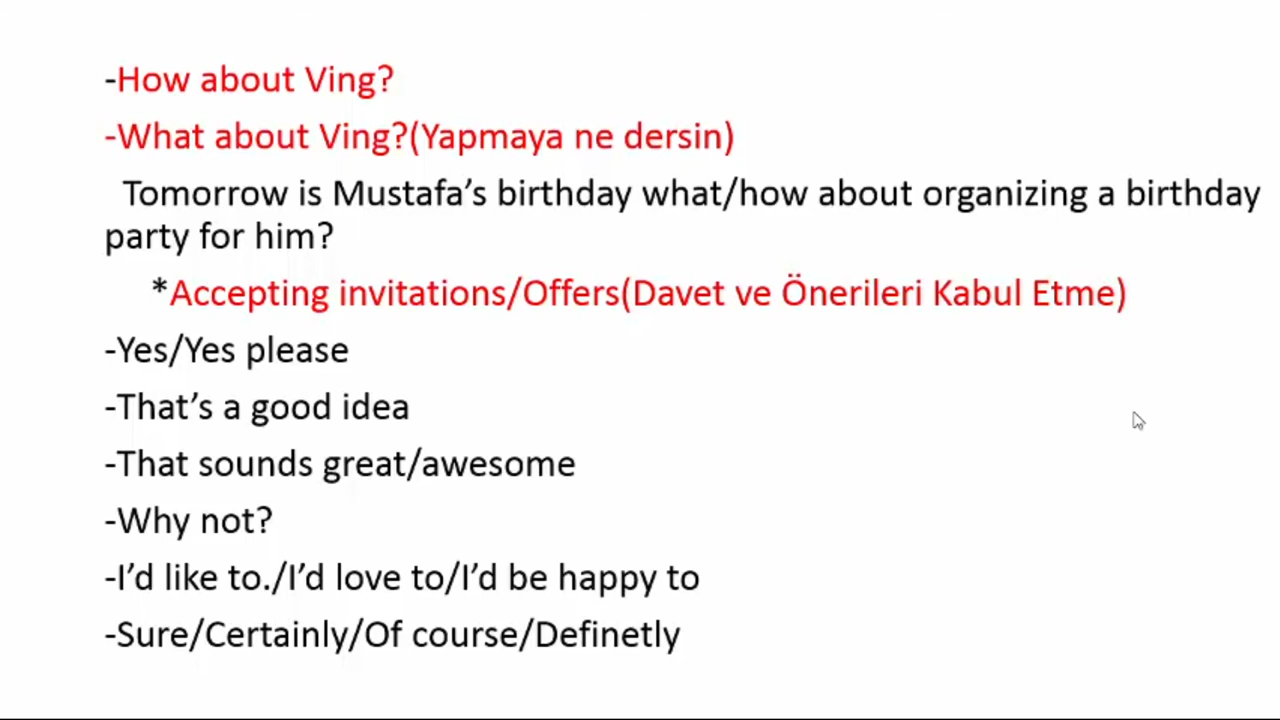 -How about Ving?
-What about Ving?(Yapmaya ne dersin)
Tomorrow is Mustafa’s birthday what/how about organizing a birthday
party for him?
*Accepting invitations/Offers(Davet ve Önerileri Kabul Etme)
-Yes/Yes please
-That’s a good idea
-That sounds great/awesome
-Why not?
-I’d like to./I’d love to/I’d be happy to
-Sure/Certainly/Of course/Definetly